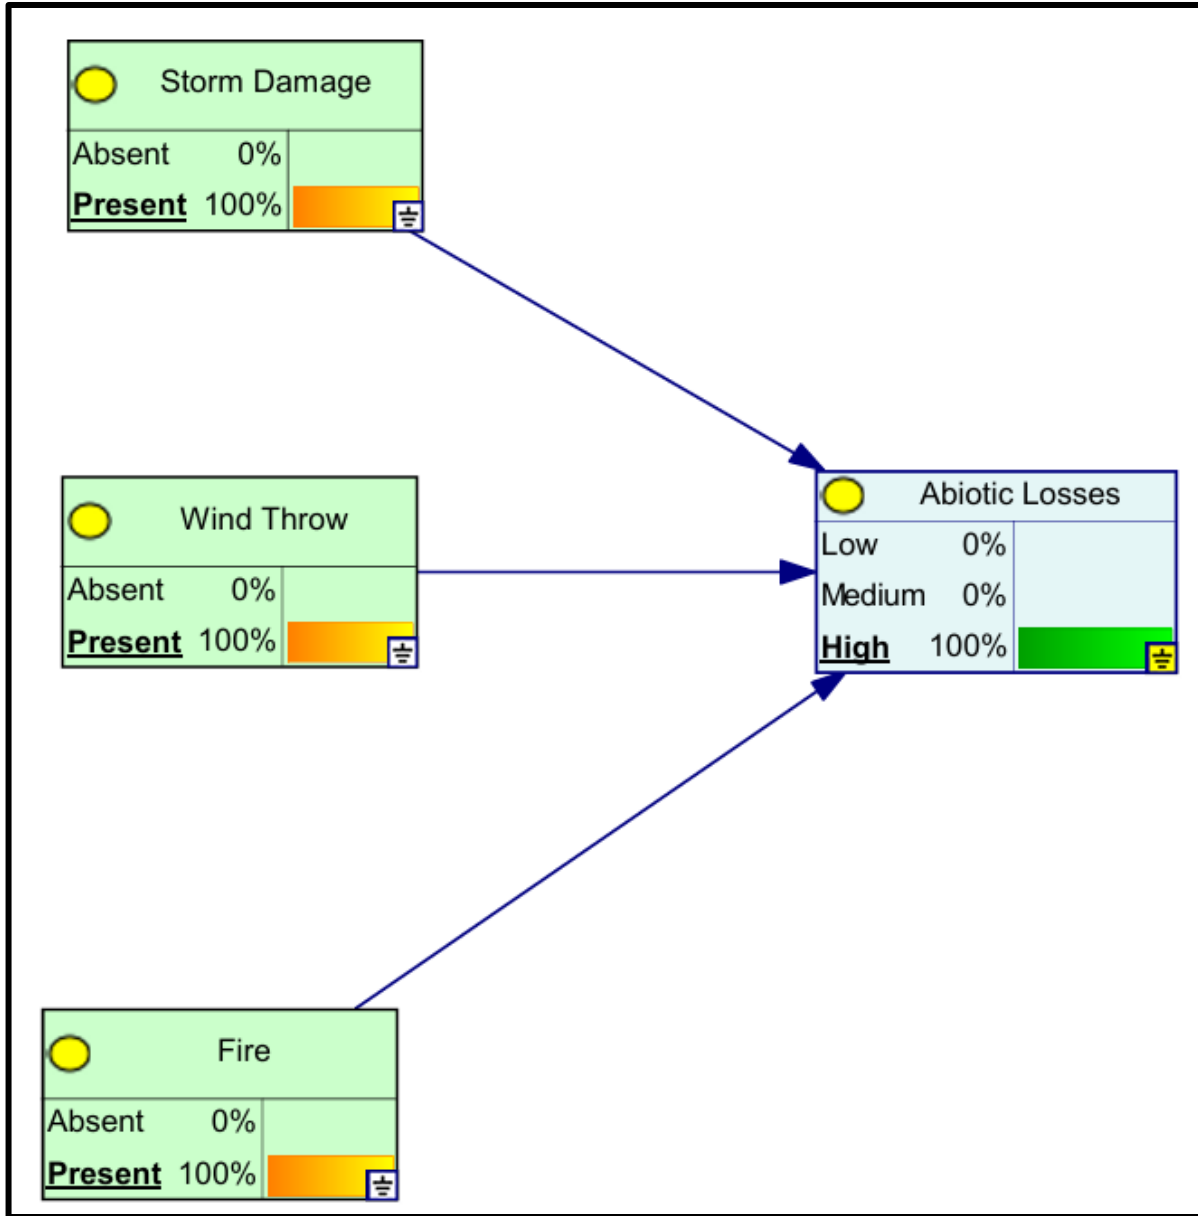 Storm Damage
Absent 0%
Present 100%
Wind Throw
Absent 0%
Present 100%
Abiotic Losses
Low 0%
Medium 0%
High 100%
Fire
Absent 0%
Present 100%